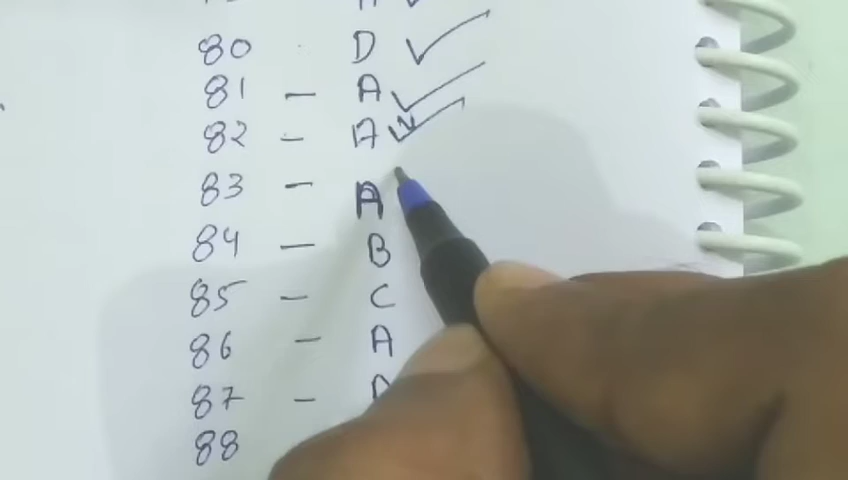 80 D ✓
81 - A ✓
82 - A ✓
83 - A
84 - B
85 - C
86 - A
87 -
88